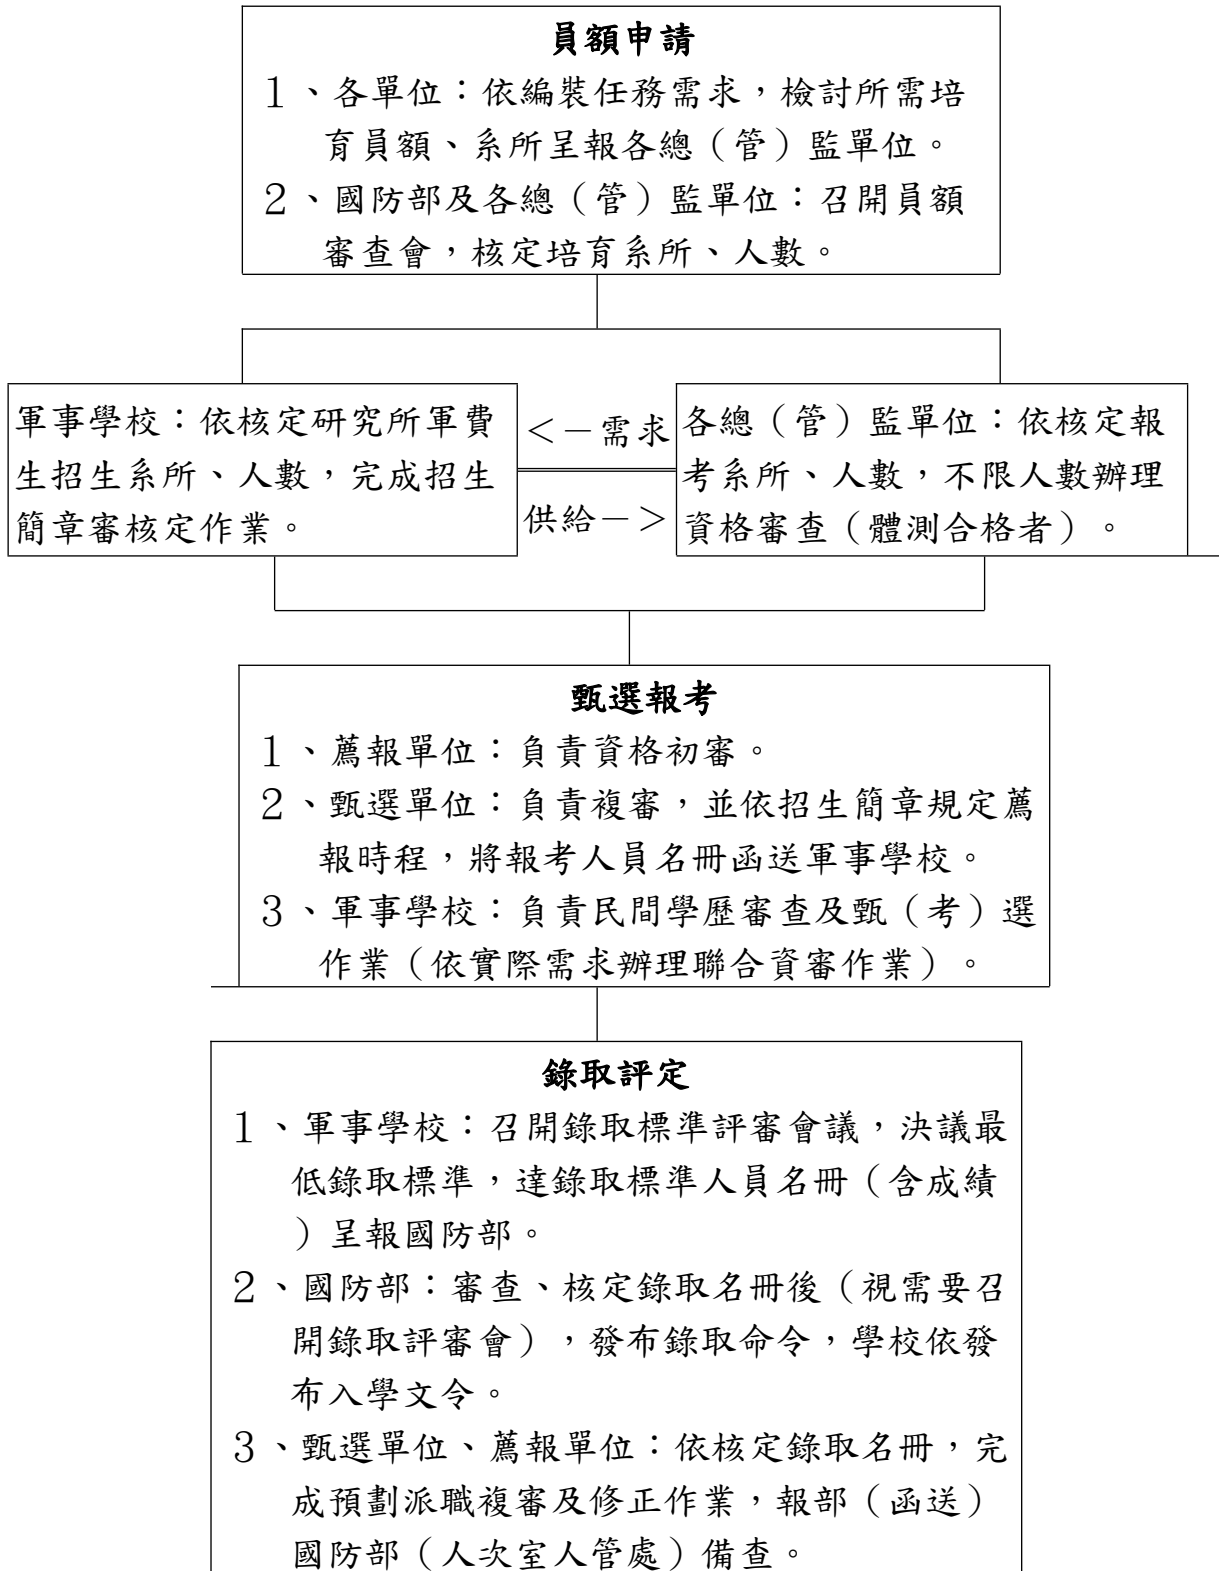 員額申請
１、各單位：依編裝任務需求，檢討所需培
育員額、系所呈報各總（管）監單位。
２、國防部及各總（管）監單位：召開員額
審查會，核定培育系所、人數。
軍事學校：依核定研究所軍費
生招生系所、人數，完成招生
簡章審核定作業。
＜－需求
供給－＞
各總（管）監單位：依核定報
考系所、人數，不限人數辦理
資格審查（體測合格者）。
甄選報考
１、薦報單位：負責資格初審。
２、甄選單位：負責複審，並依招生簡章規定薦
報時程，將報考人員名冊函送軍事學校。
３、軍事學校：負責民間學歷審查及甄（考）選
作業（依實際需求辦理聯合資審作業）。
錄取評定
１、軍事學校：召開錄取標準評審會議，決議最
低錄取標準，達錄取標準人員名冊（含成績
）呈報國防部。
２、國防部：審查、核定錄取名冊後（視需要召
開錄取評審會），發布錄取命令，學校依發
布入學文令。
３、甄選單位、薦報單位：依核定錄取名冊，完
成預劃派職複審及修正作業，報部（函送）
國防部（人次室人管處）備查。